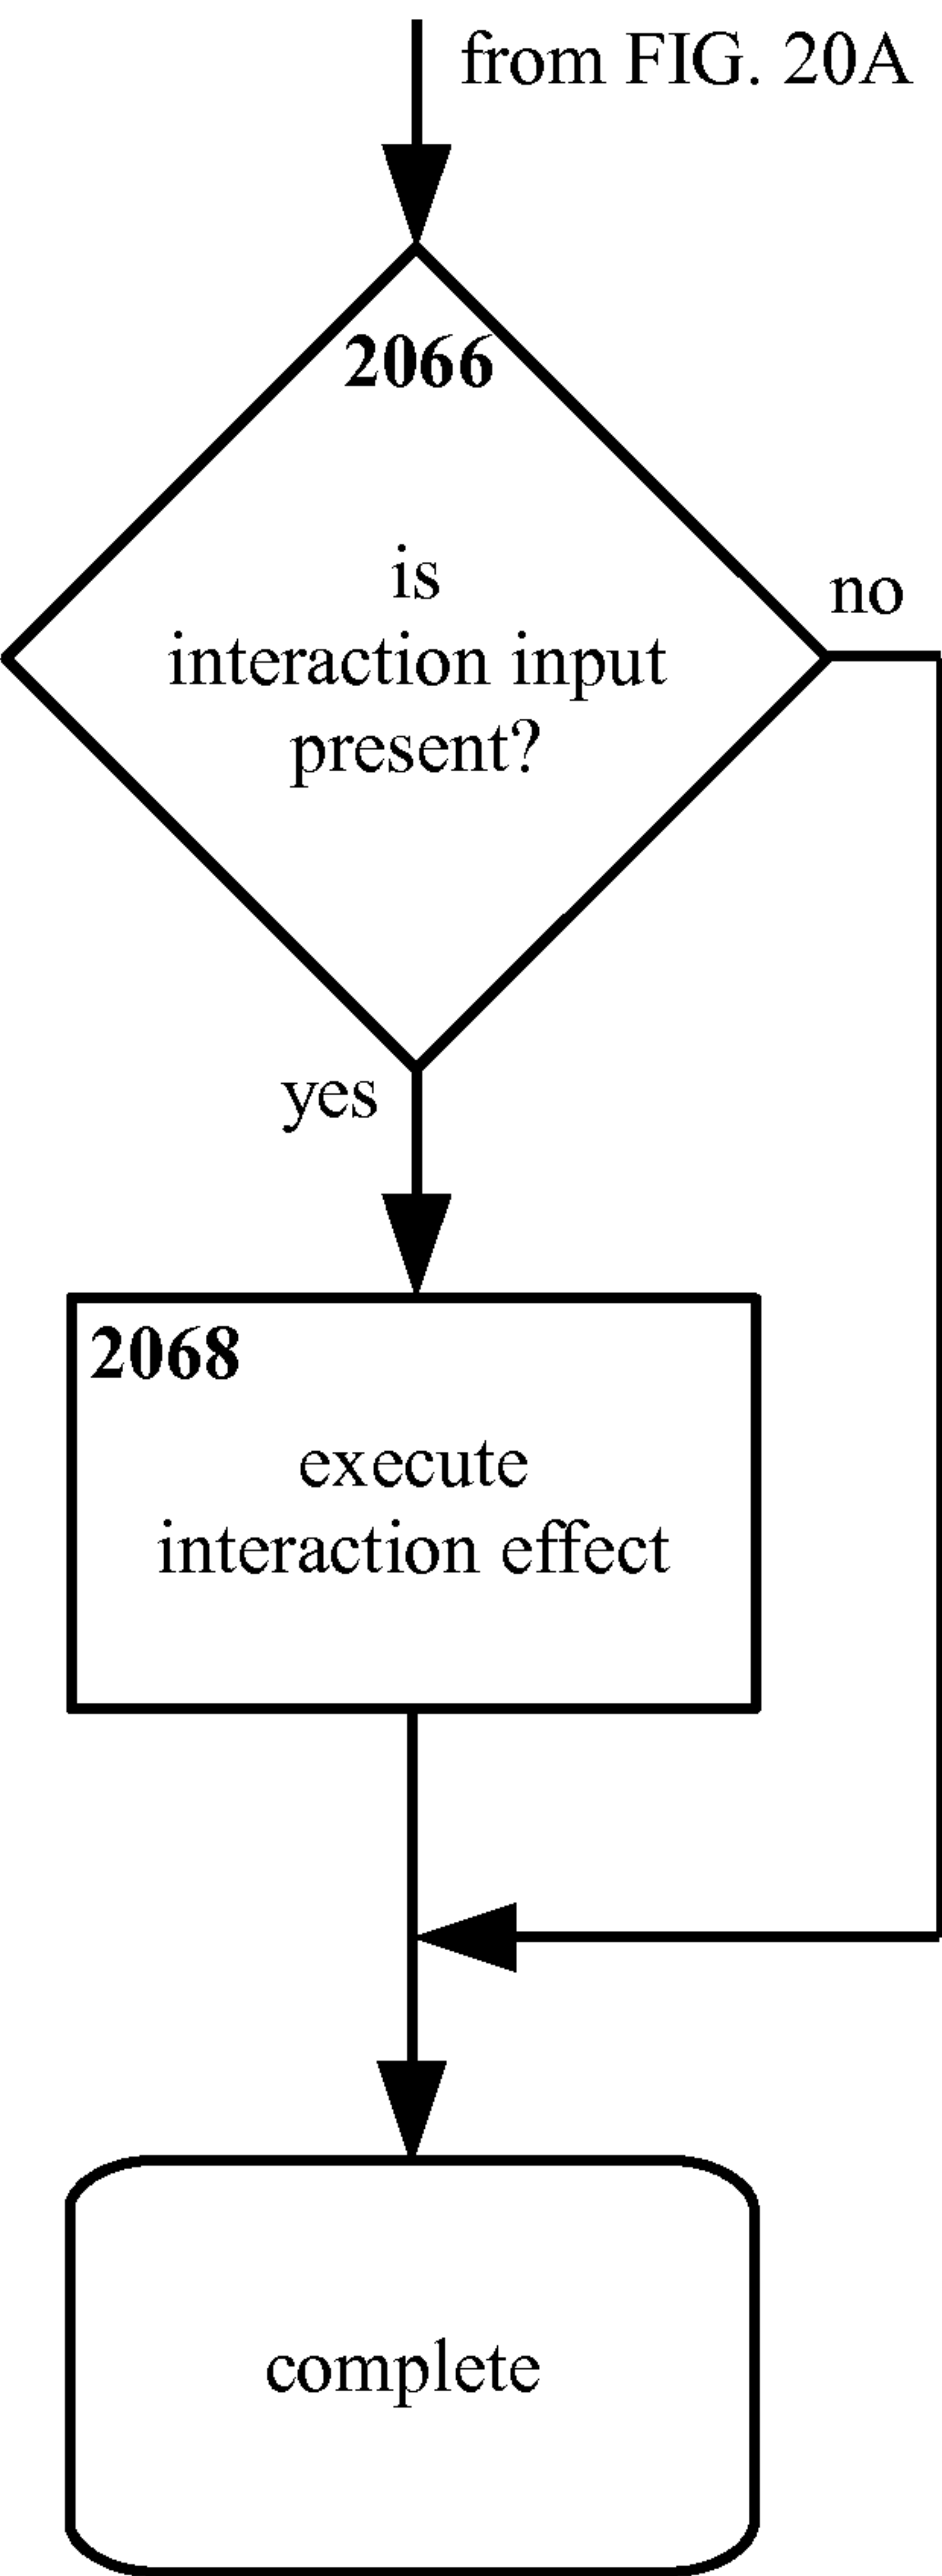 from FIG. 20A
2066
is
interaction input
present?
no
yes
2068
execute
interaction effect
complete